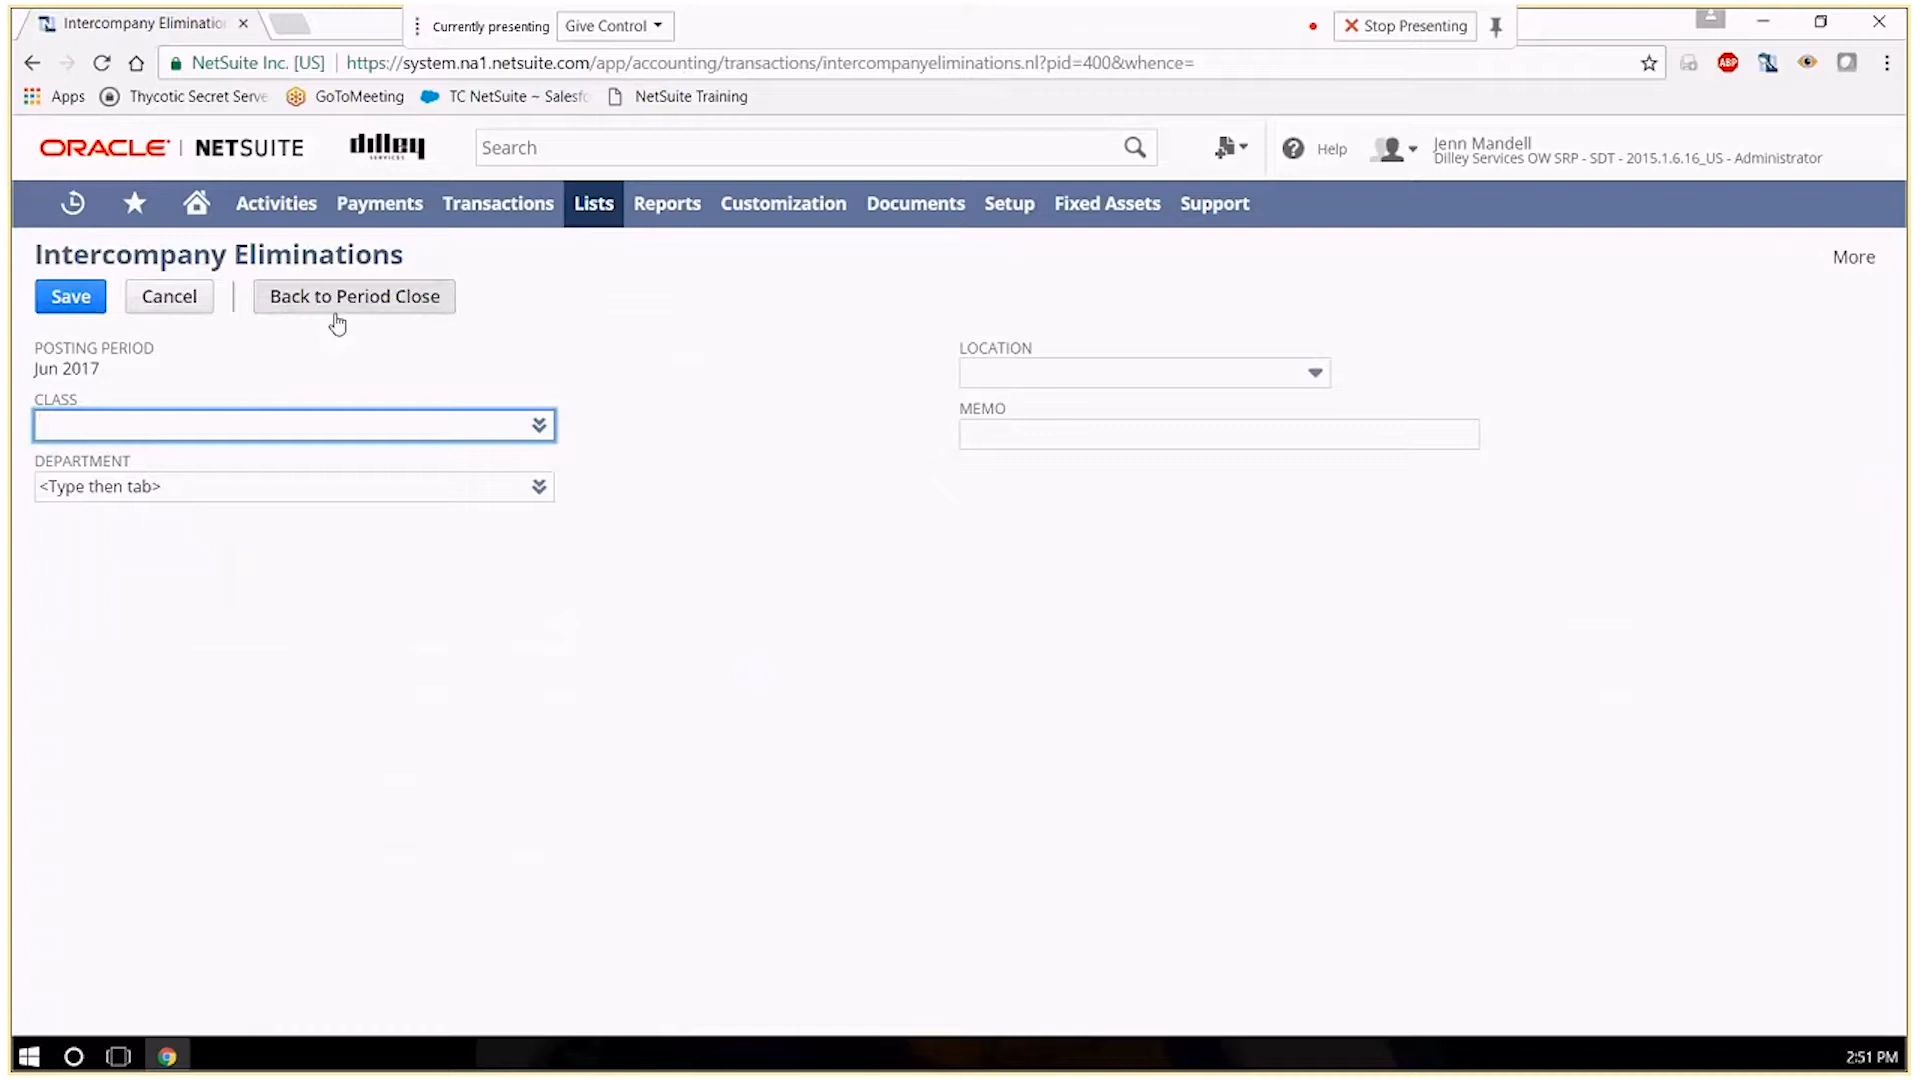 Intercompany Eliminatio
Currently presenting
Give Control
Stop Presenting
NetSuite Inc. [US]
https://system.na1.netsuite.com/app/accounting/transactions/intercompanyeliminations.nl?pid=400&whence=
ABP
Apps
Thycotic Secret Serve
GoToMeeting
TC NetSuite ~ Salesfo
NetSuite Training
ORACLE | NETSUITE
dilley
SERVICES
Search
Help
Jenn Mandell
Dilley Services OW SRP - SDT - 2015.1.6.16_US - Administrator
Activities Payments Transactions Lists Reports Customization Documents Setup Fixed Assets Support
Intercompany Eliminations
More
Save
Cancel
Back to Period Close
POSTING PERIOD
Jun 2017
CLASS
DEPARTMENT
<Type then tab>
LOCATION
MEMO
2:51 PM